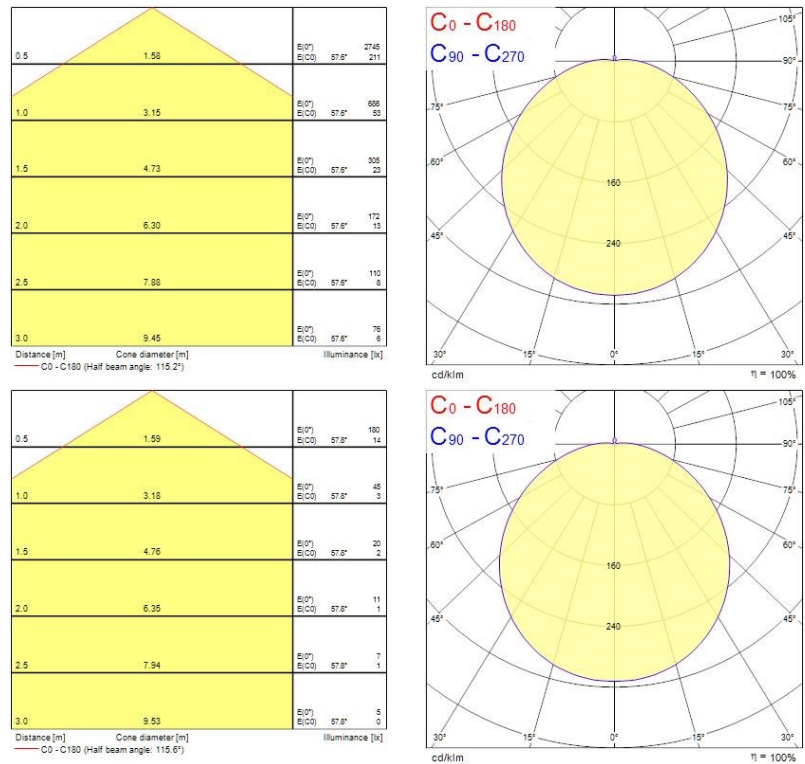 E(0°) 2745
0.5 1.58 E(C0) 57.6° 211
E(0°) 686
1.0 3.15 E(C0) 57.6° 53
E(0°) 305
1.5 4.73 E(C0) 57.6° 23
E(0°) 172
2.0 6.30 E(C0) 57.6° 13
E(0°) 110
2.5 7.88 E(C0) 57.6° 8
E(0°) 76
3.0 9.45 E(C0) 57.6° 6
Distance [m] Cone diameter [m] Illuminance [lx]
C0 - C180 (Half beam angle: 115.2°)
C0 - C180
C90 - C270
105°
90°
75° 75°
60° 60°
160
45° 45°
240
30° 15° 0° 15° 30°
cd/klm η = 100%
E(0°) 180
0.5 1.59 E(C0) 57.8° 14
E(0°) 45
1.0 3.18 E(C0) 57.8° 3
E(0°) 20
1.5 4.76 E(C0) 57.8° 2
E(0°) 11
2.0 6.35 E(C0) 57.8° 1
E(0°) 7
2.5 7.94 E(C0) 57.8° 1
E(0°) 5
3.0 9.53 E(C0) 57.8° 0
Distance [m] Cone diameter [m] Illuminance [lx]
C0 - C180 (Half beam angle: 115.6°)
C0 - C180
C90 - C270
105°
90°
75° 75°
60° 60°
160
45° 45°
240
30° 15° 0° 15° 30°
cd/klm η = 100%